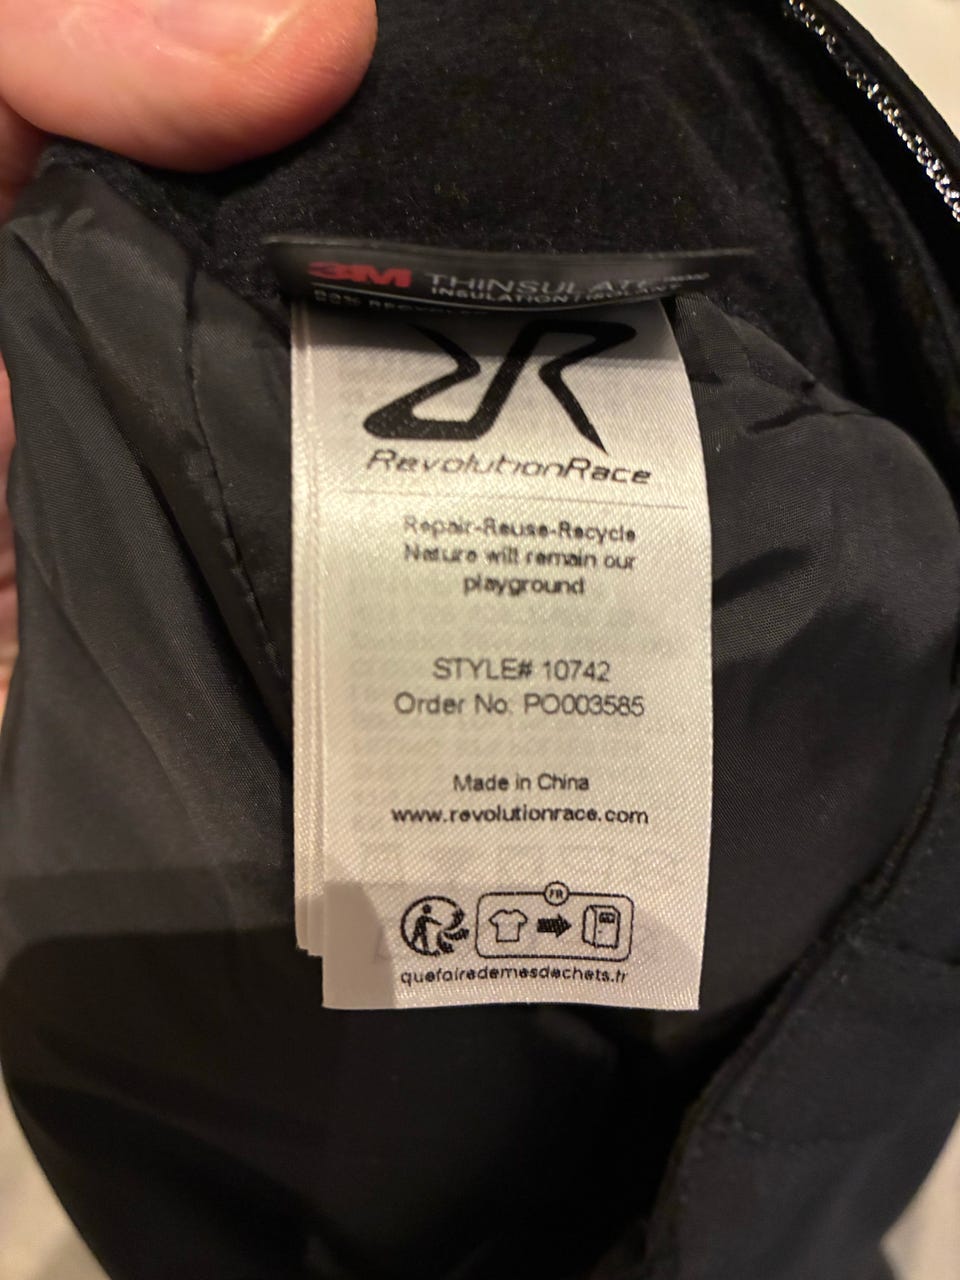 3M THINSULATE
INSULATION | ISOLANT
RevolutionRace
Repair-Reuse-Recycle
Nature will remain our
playground
STYLE# 10742
Order No. PO003585
Made in China
www.revolutionrace.com
FR
quefairedemesdechets.fr